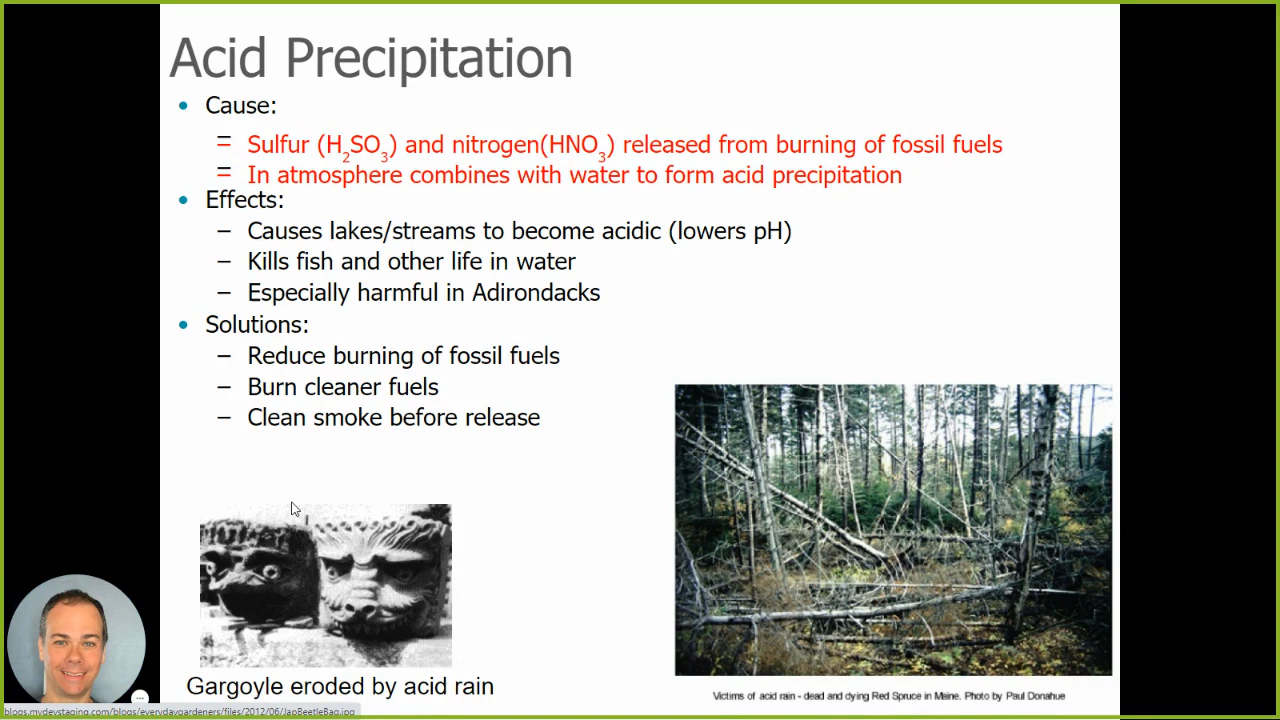 Acid Precipitation
• Cause:
= Sulfur (H₂SO₃) and nitrogen(HNO₃) released from burning of fossil fuels
= In atmosphere combines with water to form acid precipitation
• Effects:
– Causes lakes/streams to become acidic (lowers pH)
– Kills fish and other life in water
– Especially harmful in Adirondacks
• Solutions:
– Reduce burning of fossil fuels
– Burn cleaner fuels
– Clean smoke before release
Gargoyle eroded by acid rain
Victims of acid rain - dead and dying Red Spruce in Maine. Photo by Paul Donahue
blogs.mydevstaging.com/blogs/everydaygardeners/files/2012/06/JapBeetleBag.jpg